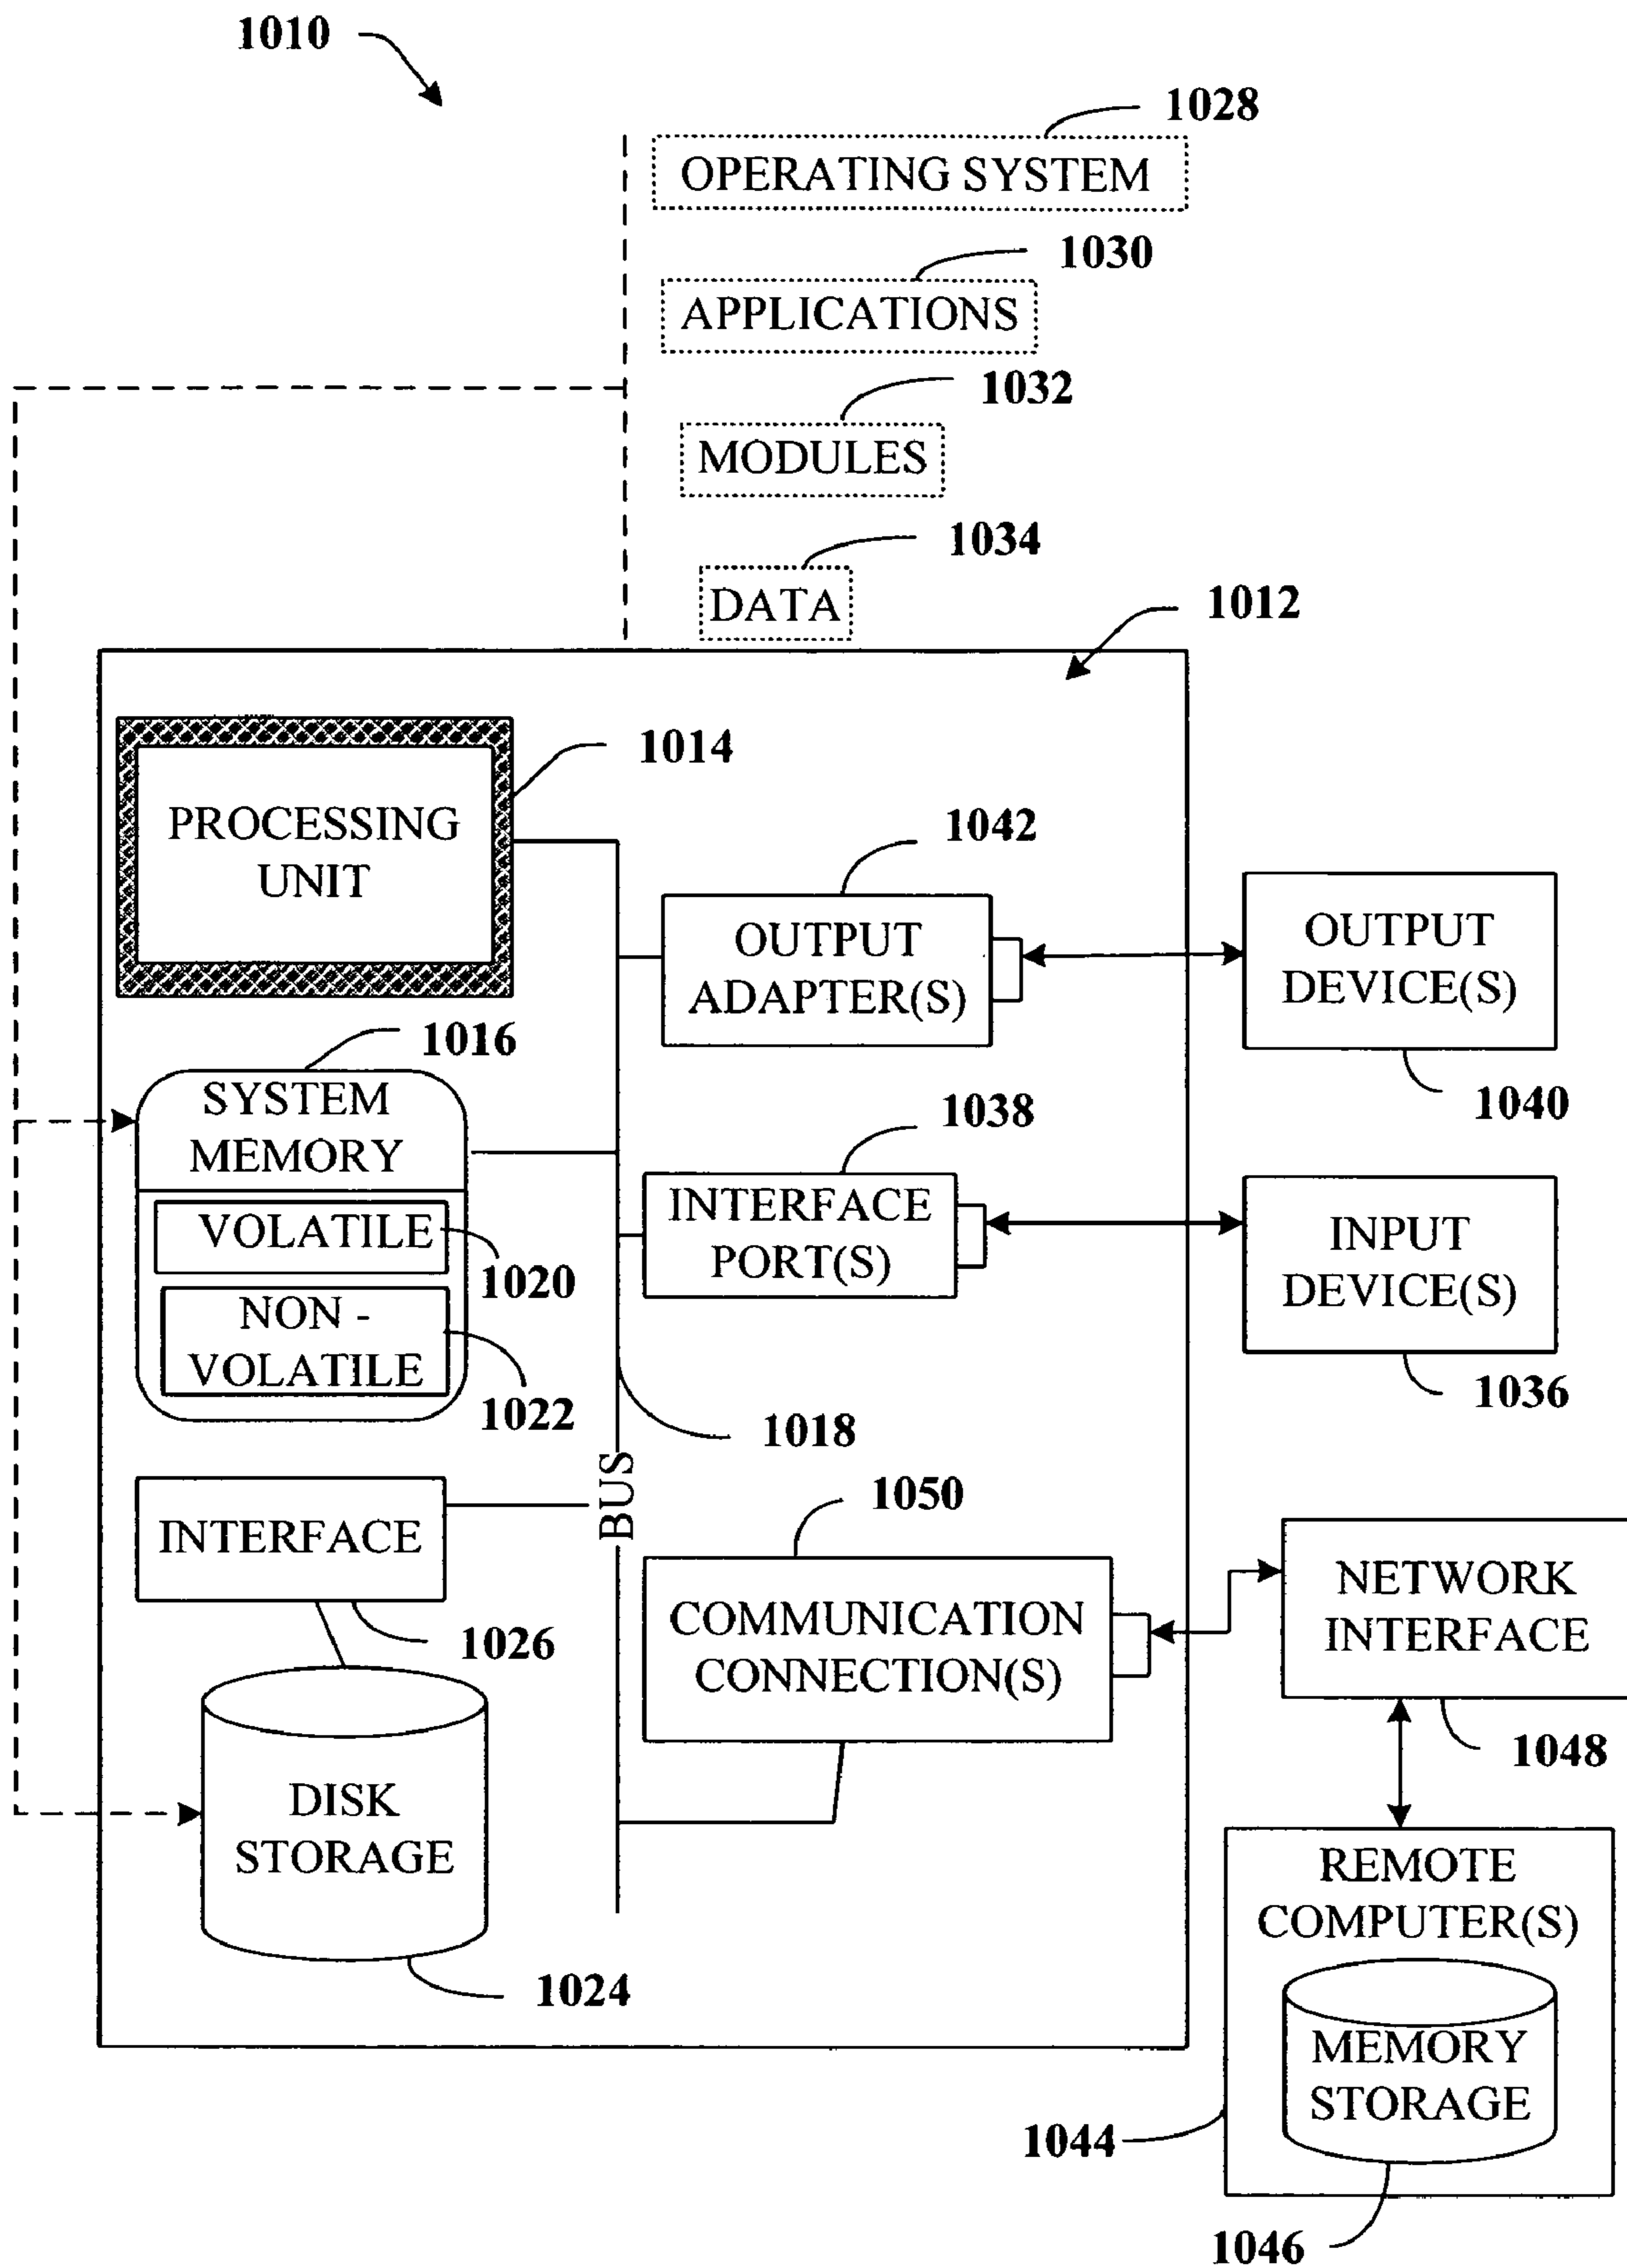 1010
1028
OPERATING SYSTEM
1030
APPLICATIONS
1032
MODULES
1034
DATA
1012
PROCESSING
UNIT
1014
1042
OUTPUT
ADAPTER(S)
OUTPUT
DEVICE(S)
1040
1016
SYSTEM
MEMORY
VOLATILE
1020
NON -
VOLATILE
1022
1038
INTERFACE
PORT(S)
INPUT
DEVICE(S)
1036
1018
BUS
INTERFACE
1026
1050
COMMUNICATION
CONNECTION(S)
NETWORK
INTERFACE
1048
DISK
STORAGE
1024
REMOTE
COMPUTER(S)
MEMORY
STORAGE
1044
1046